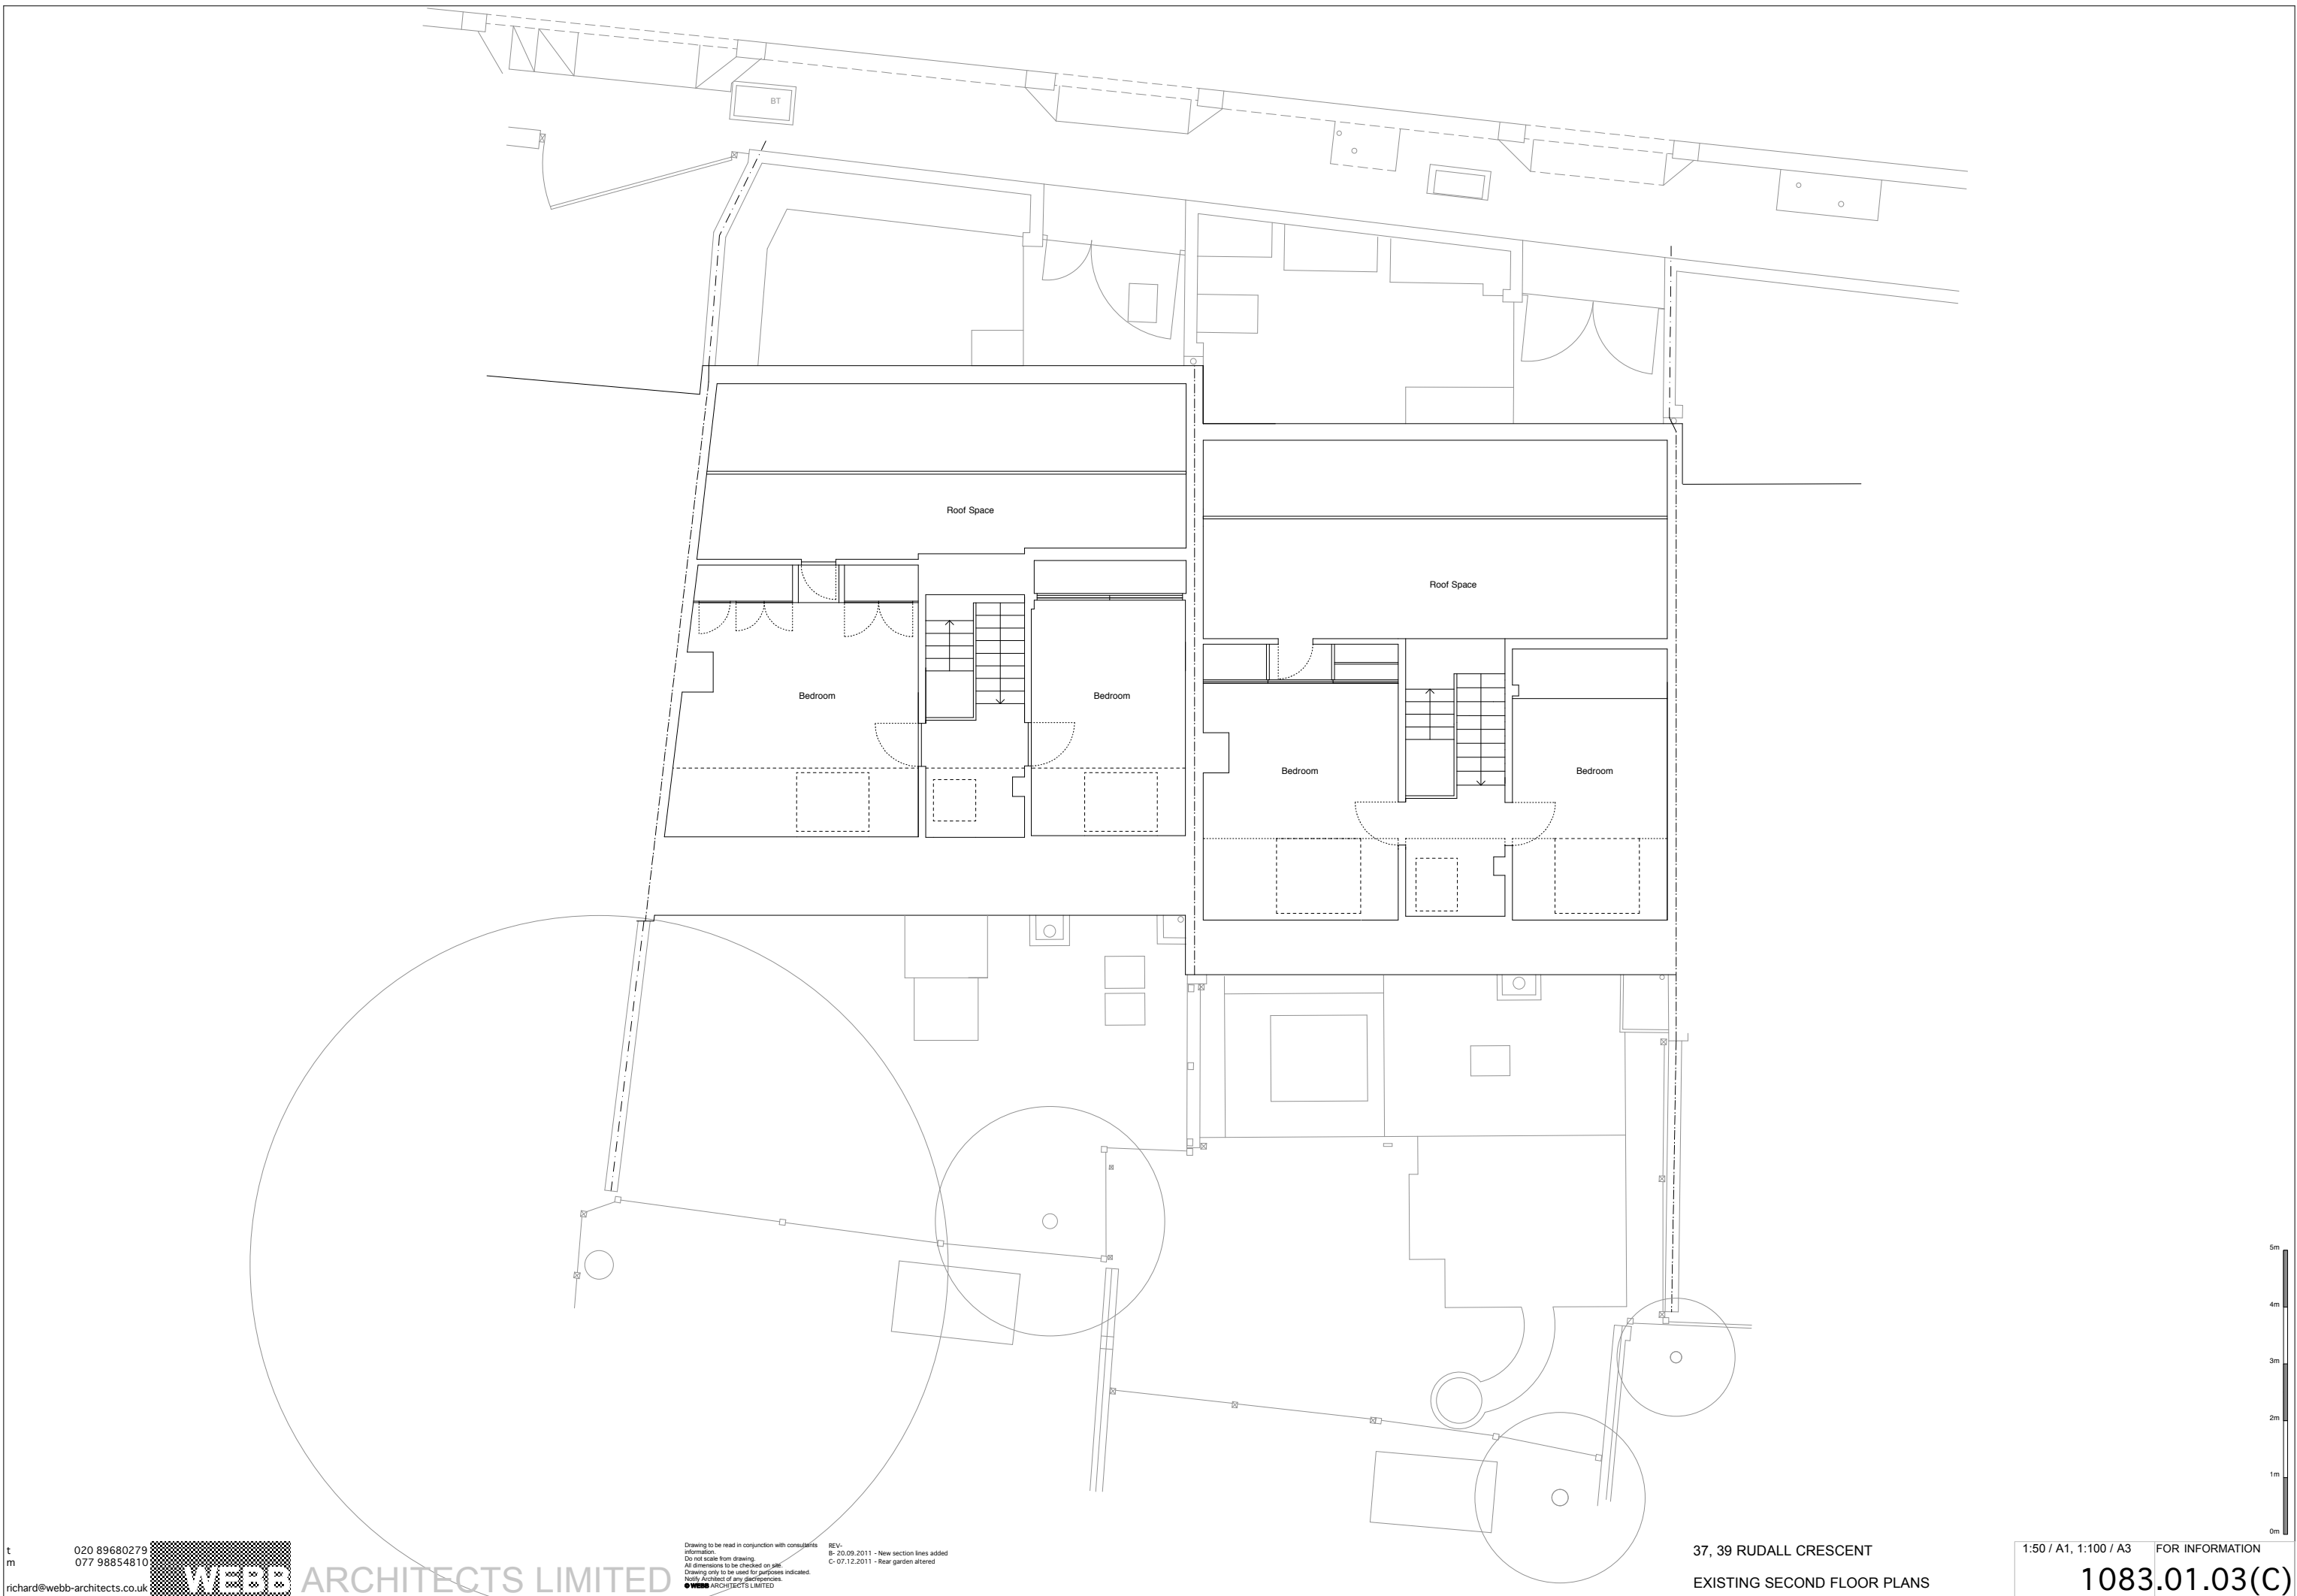 BT
Roof Space
Roof Space
Bedroom
Bedroom
Bedroom
Bedroom
5m
4m
3m
2m
1m
0m
t 020 89680279
m 077 98854810
richard@webb-architects.co.uk
WEBB ARCHITECTS LIMITED
Drawing to be read in conjunction with consultants
information.
Do not scale from drawing.
All dimensions to be checked on site.
Drawing only to be used for purposes indicated.
Notify Architect of any discrepencies.
© WEBB ARCHITECTS LIMITED
REV-
B- 20.09.2011 - New section lines added
C- 07.12.2011 - Rear garden altered
37, 39 RUDALL CRESCENT
EXISTING SECOND FLOOR PLANS
1:50 / A1, 1:100 / A3
FOR INFORMATION
1083.01.03(C)